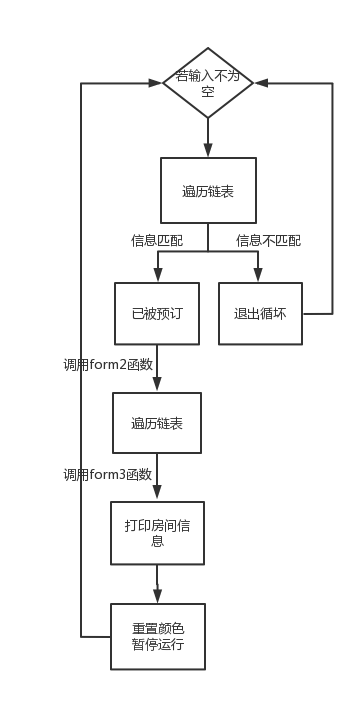 若输入不为
空
遍历链表
信息匹配
信息不匹配
已被预订
退出循坏
调用form2函数
遍历链表
调用form3函数
打印房间信
息
重置颜色
暂停运行